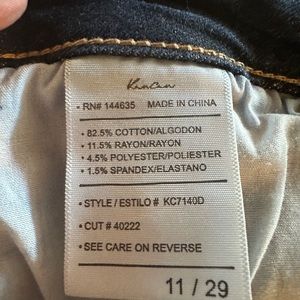 KanCan
• RN# 144635 MADE IN CHINA
• 82.5% COTTON/ALGODON
• 11.5% RAYON/RAYON
• 4.5% POLYESTER/POLIESTER
• 1.5% SPANDEX/ELASTANO
• STYLE / ESTILO # KC7140D
• CUT # 40222
• SEE CARE ON REVERSE
11 / 29